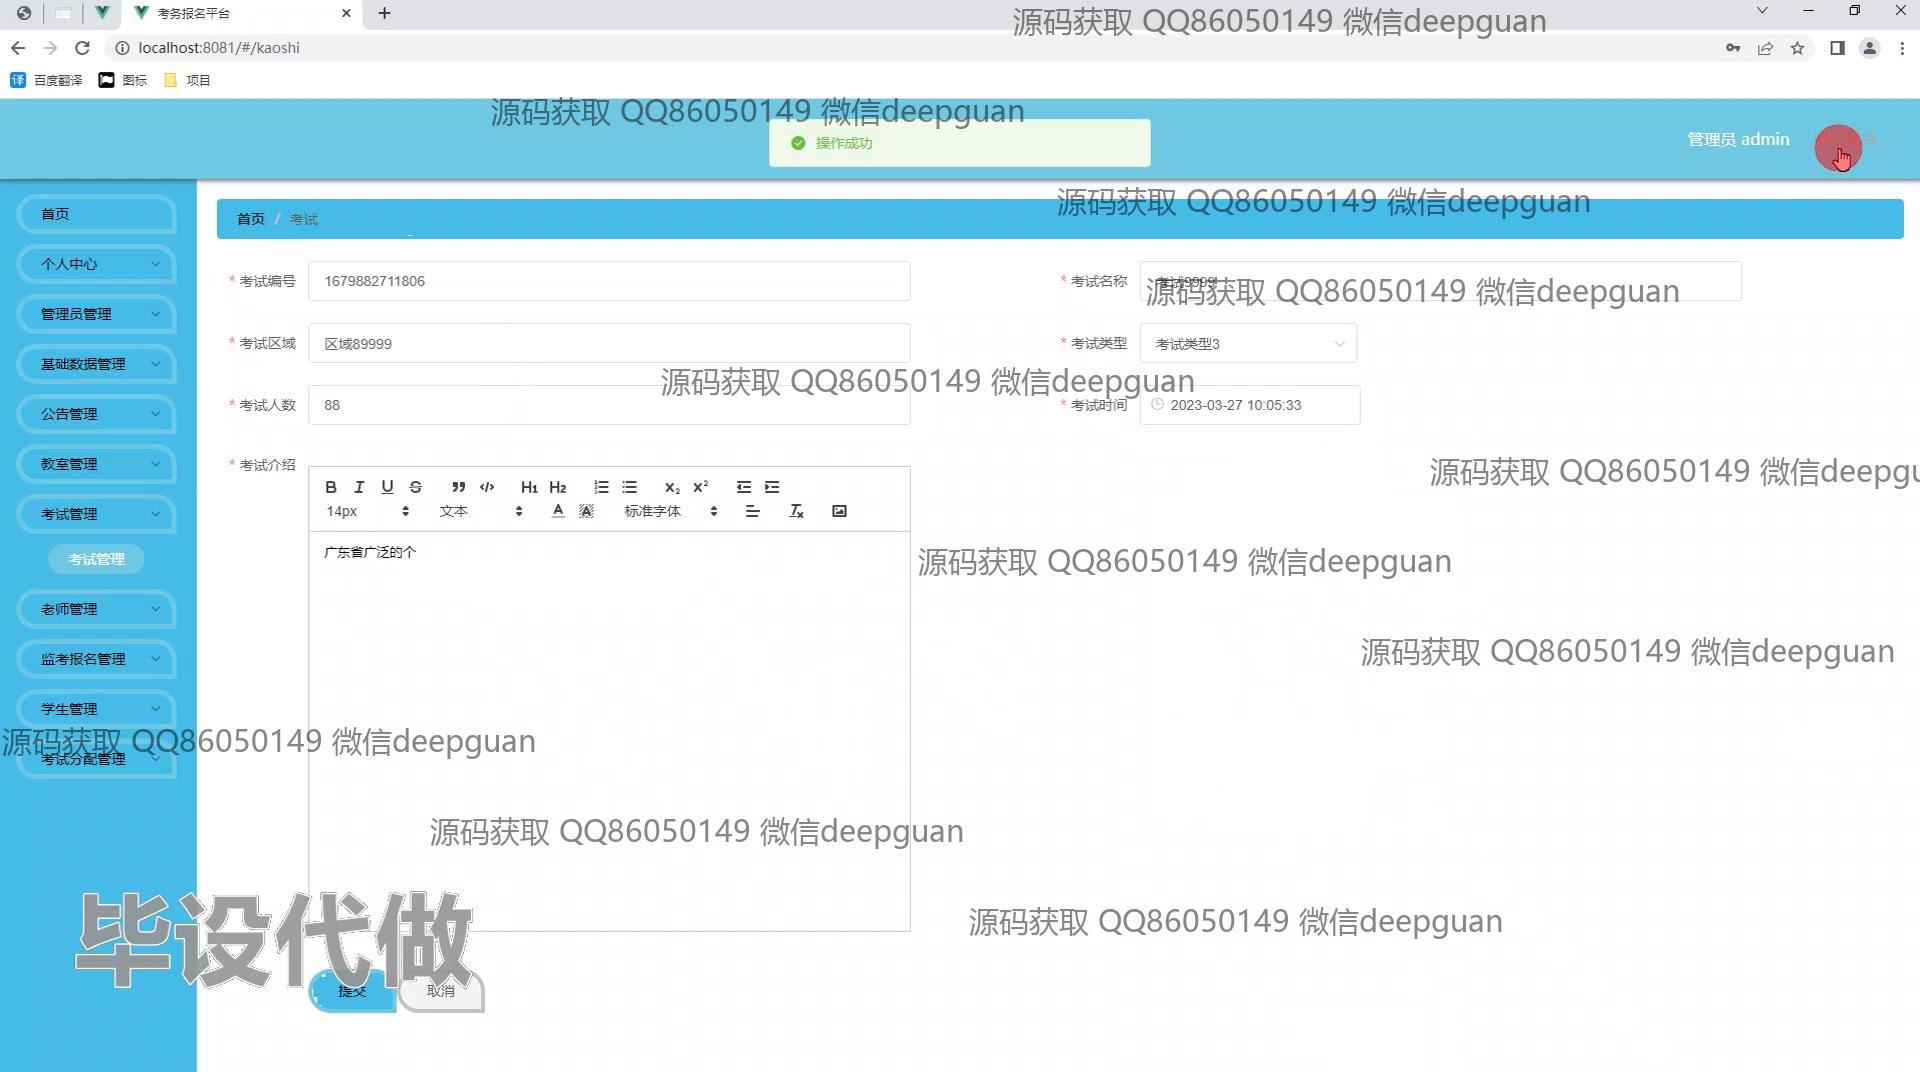 考务报名平台
源码获取 QQ86050149 微信deepguan
localhost:8081/#/kaoshi
百度翻译 图标 项目
源码获取 QQ86050149 微信deepguan
操作成功
管理员 admin
源码获取 QQ86050149 微信deepguan
首页
个人中心
管理员管理
基础数据管理
公告管理
教室管理
考试管理
考试管理
老师管理
监考报名管理
学生管理
考试分配管理
首页 / 考试
* 考试编号 1679882711806
* 考试名称 考试9999
源码获取 QQ86050149 微信deepguan
* 考试区域 区域89999
* 考试类型 考试类型3
源码获取 QQ86050149 微信deepguan
* 考试人数 88
* 考试时间 2023-03-27 10:05:33
* 考试介绍
源码获取 QQ86050149 微信deepgu
B I U S H1 H2 X2 X2
14px 文本 A A 标准字体
广东省广泛的个
源码获取 QQ86050149 微信deepguan
源码获取 QQ86050149 微信deepguan
源码获取 QQ86050149 微信deepguan
源码获取 QQ86050149 微信deepguan
源码获取 QQ86050149 微信deepguan
毕设代做
提交 取消